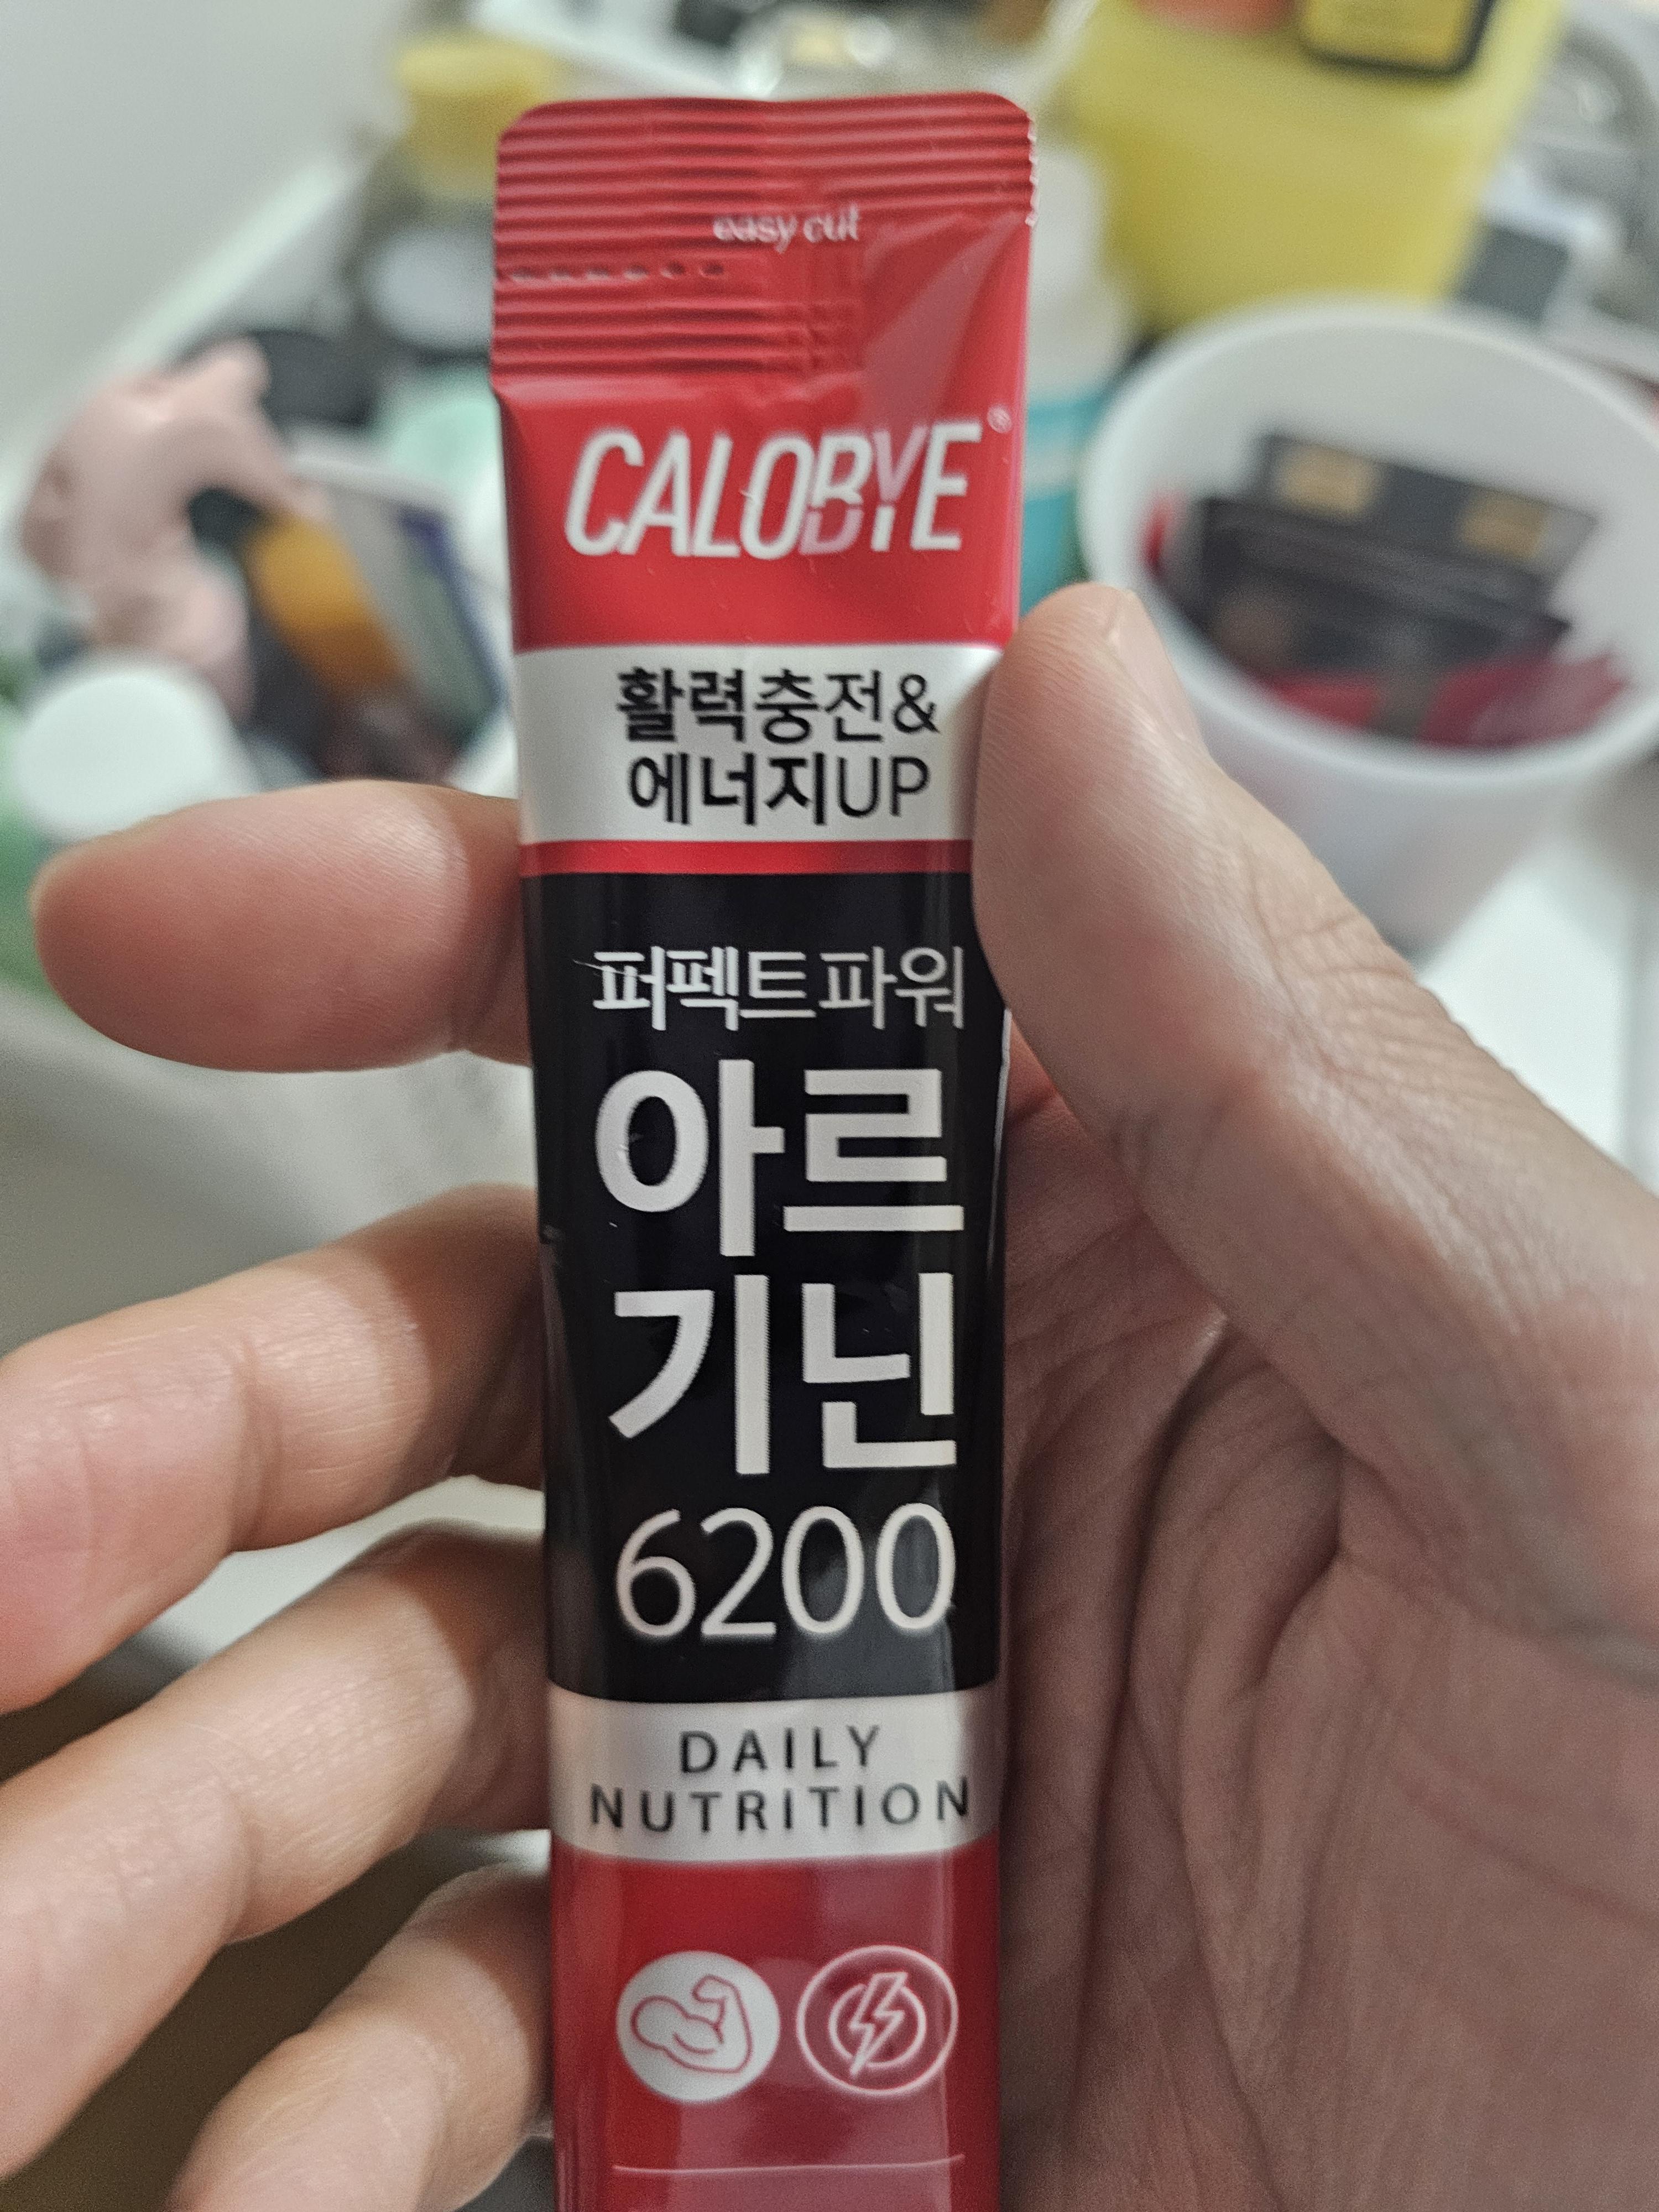 easy cut
CALOBYE®
활력충전&
에너지UP
퍼펙트파워
아르
기닌
6200
DAILY
NUTRITION